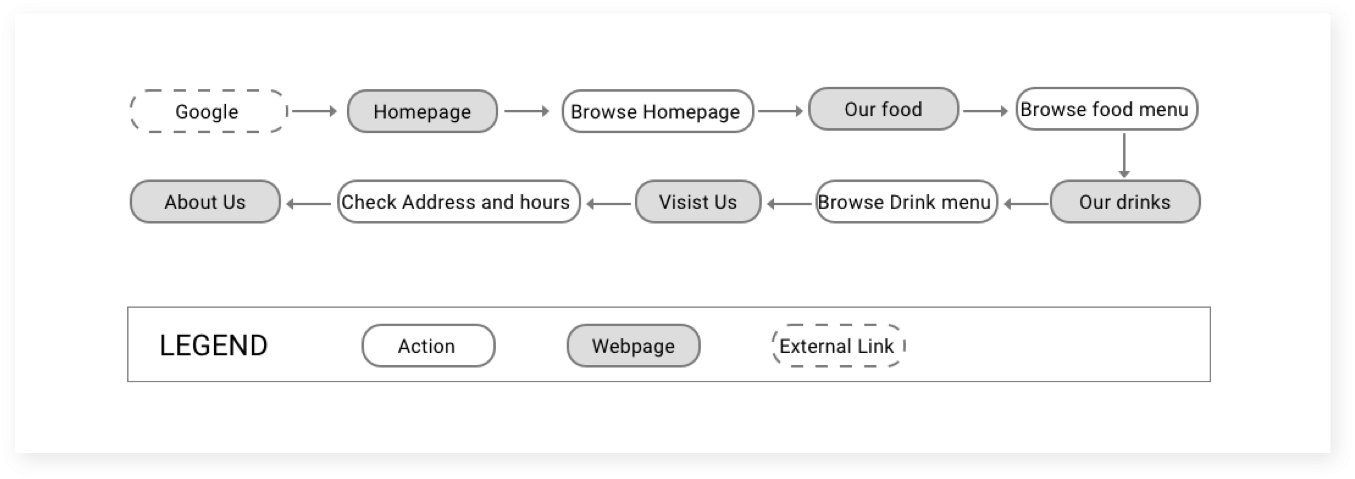 Google
Homepage
Browse Homepage
Our food
Browse food menu
About Us
Check Address and hours
Visist Us
Browse Drink menu
Our drinks
LEGEND
Action
Webpage
External Link